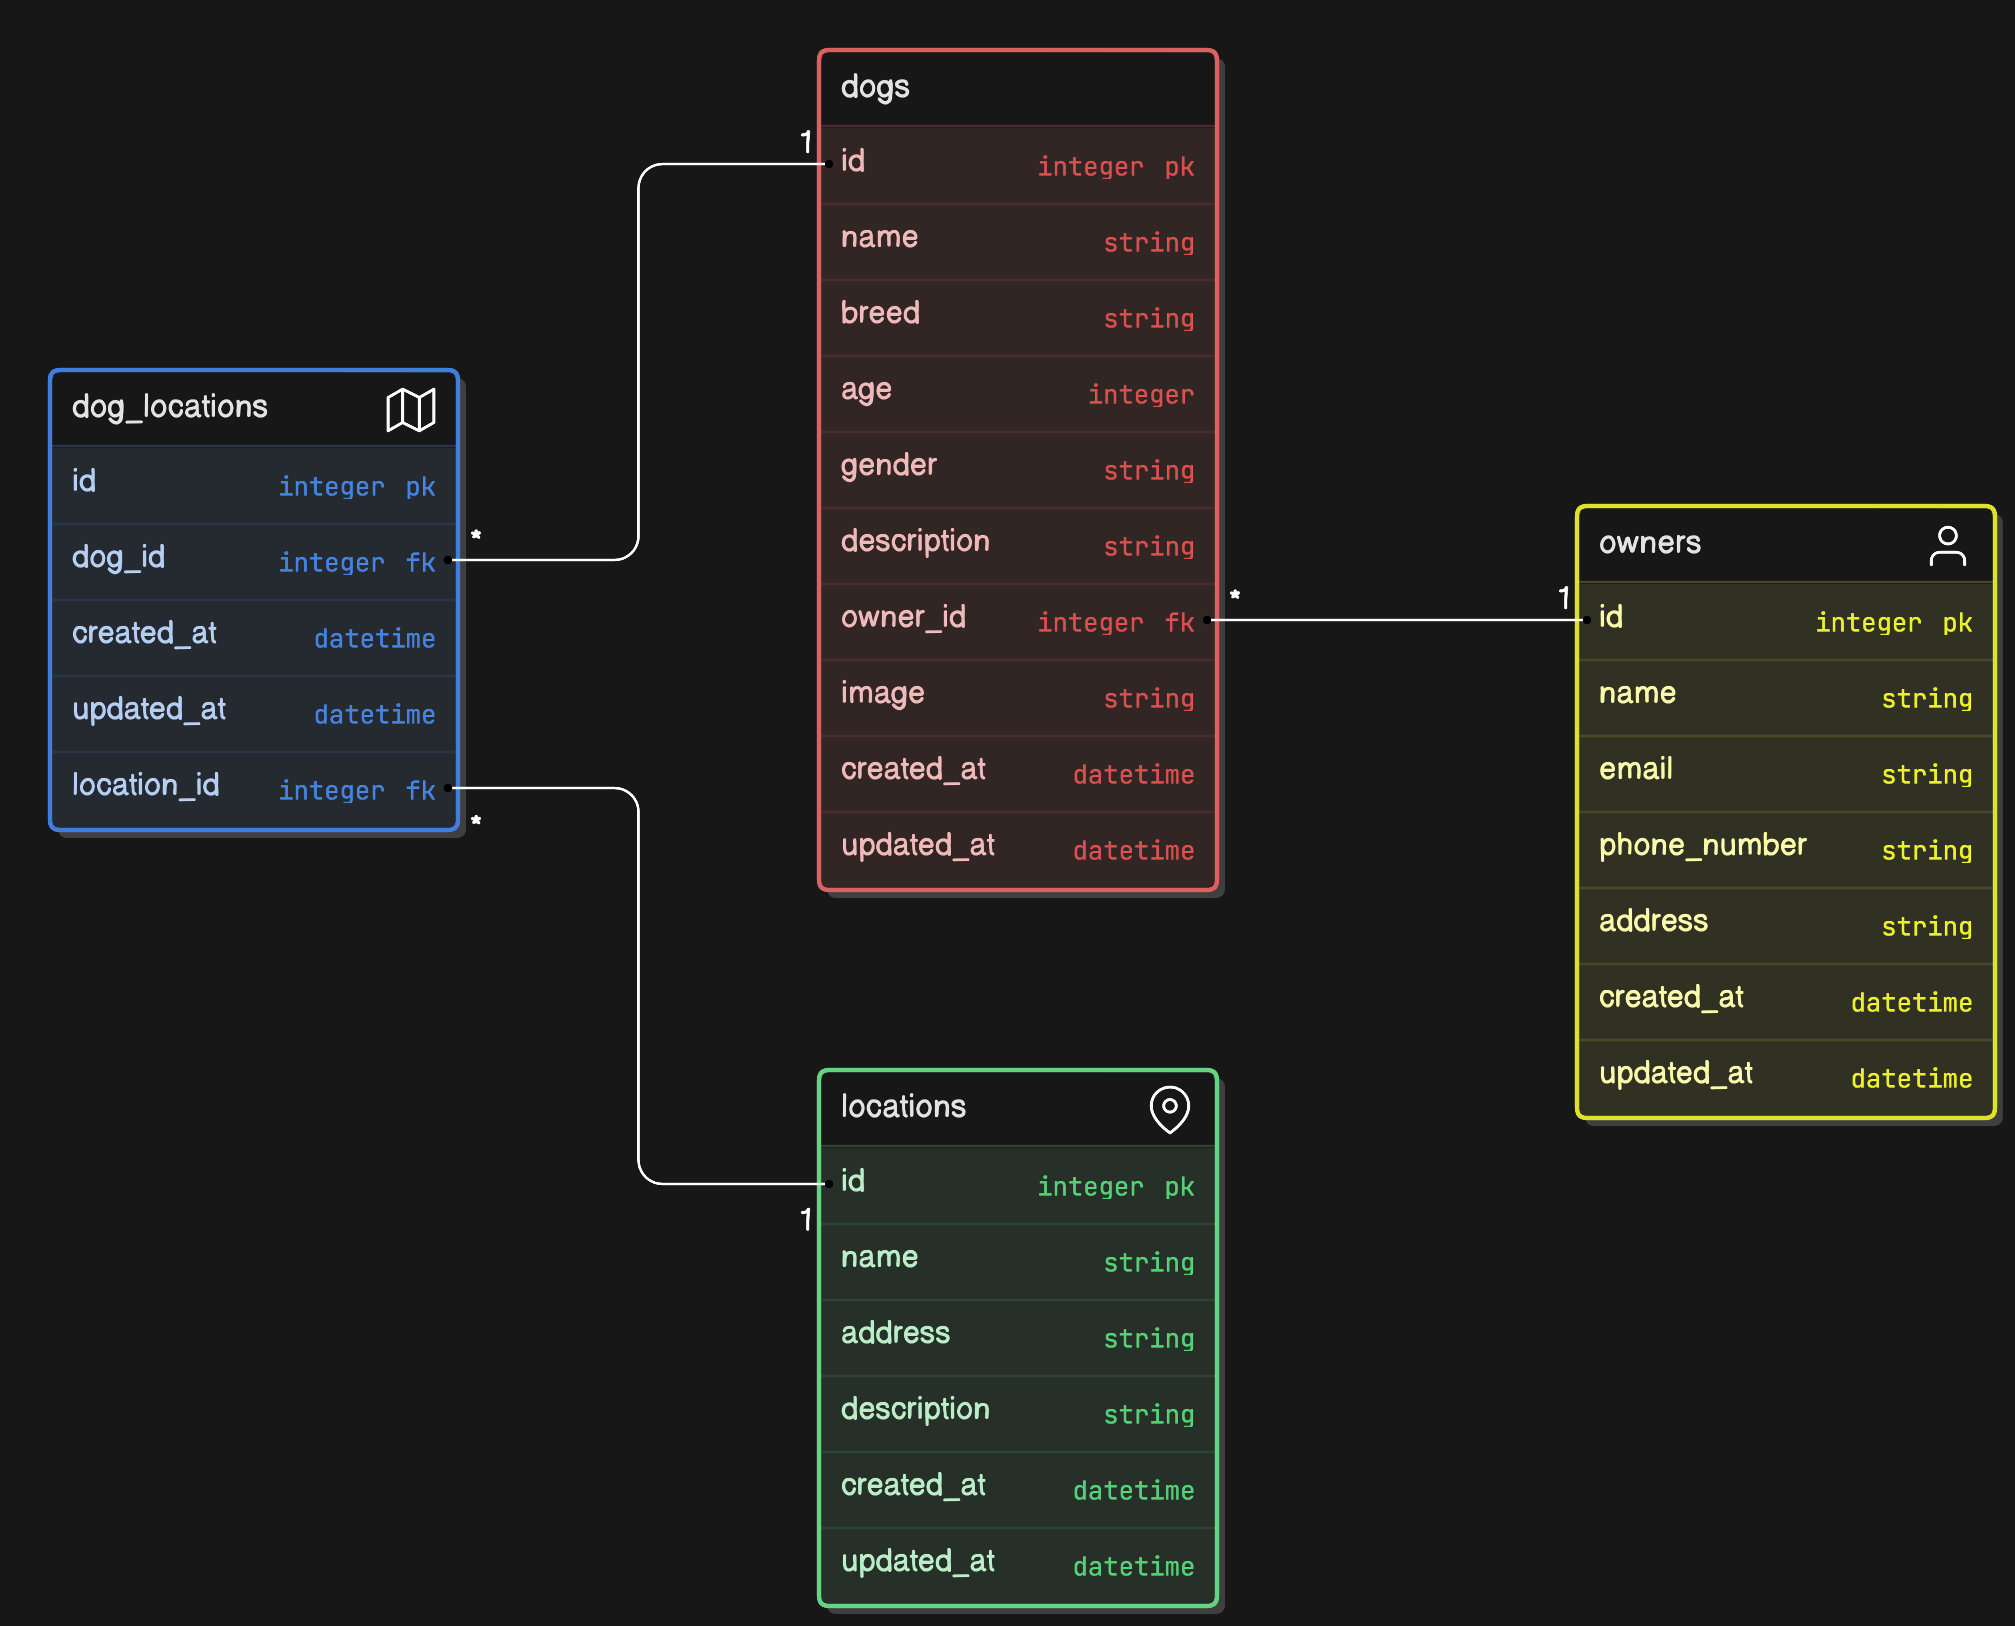 dogs
1
id integer pk
name string
breed string
age integer
gender string
description string
*
owner_id integer fk
image string
created_at datetime
updated_at datetime
dog_locations
id integer pk
*
dog_id integer fk
created_at datetime
updated_at datetime
location_id integer fk
*
owners
1
id integer pk
name string
email string
phone_number string
address string
created_at datetime
updated_at datetime
locations
id integer pk
1
name string
address string
description string
created_at datetime
updated_at datetime